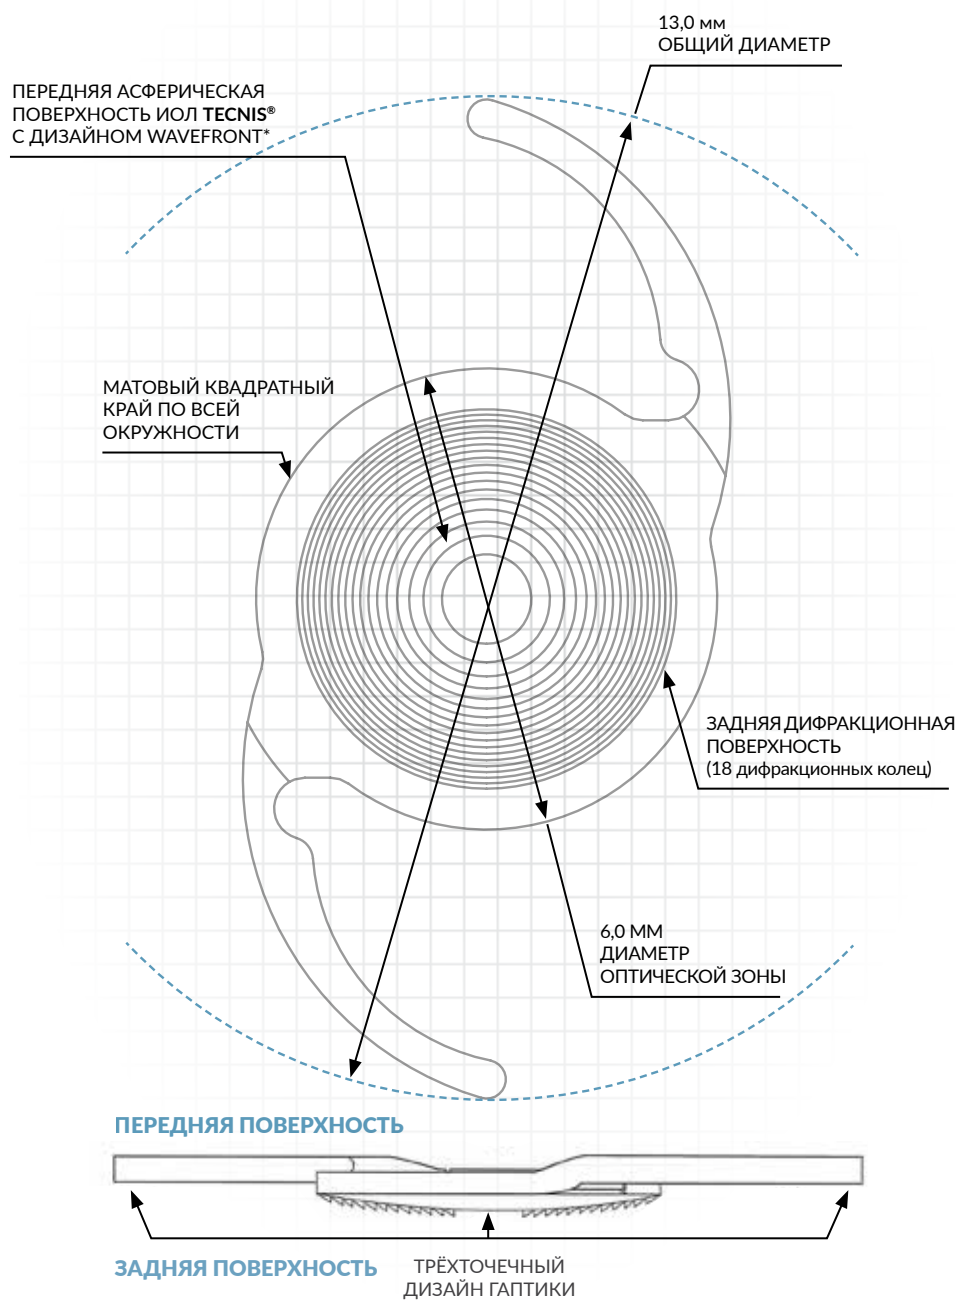 13,0 мм
ОБЩИЙ ДИАМЕТР
ПЕРЕДНЯЯ АСФЕРИЧЕСКАЯ
ПОВЕРХНОСТЬ ИОЛ TECNIS®
С ДИЗАЙНОМ WAVEFRONT*
МАТОВЫЙ КВАДРАТНЫЙ
КРАЙ ПО ВСЕЙ
ОКРУЖНОСТИ
ЗАДНЯЯ ДИФРАКЦИОННАЯ
ПОВЕРХНОСТЬ
(18 дифракционных колец)
6,0 ММ
ДИАМЕТР
ОПТИЧЕСКОЙ ЗОНЫ
ПЕРЕДНЯЯ ПОВЕРХНОСТЬ
ЗАДНЯЯ ПОВЕРХНОСТЬ
ТРЁХТОЧЕЧНЫЙ
ДИЗАЙН ГАПТИКИ